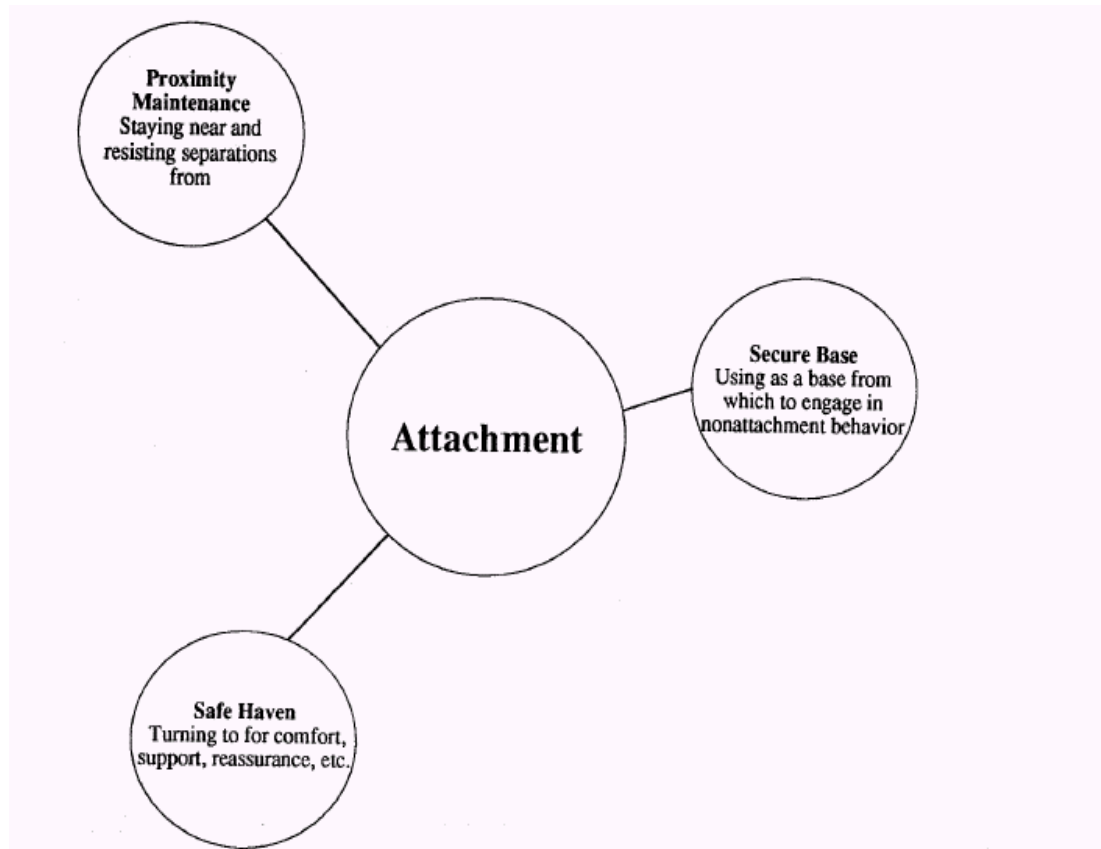 Proximity
Maintenance
Staying near and
resisting separations
from
Secure Base
Using as a base from
which to engage in
nonattachment behavior
Attachment
Safe Haven
Turning to for comfort,
support, reassurance, etc.